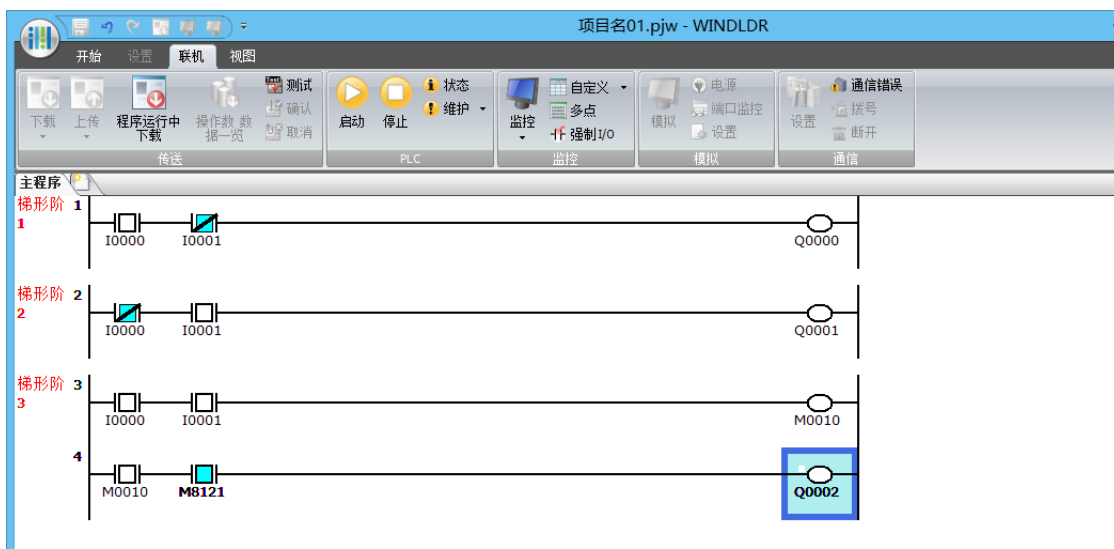 项目名01.pjw - WINDLDR
开始 设置 联机 视图
下载 上传 程序运行中下载 操作数 数据一览 测试 确认 取消
传送
启动 停止 状态 维护
PLC
监控 自定义 多点 强制I/O
监控
模拟 电源 端口监控 设置
模拟
设置 通信错误 拨号 断开
通信
主程序
梯形阶 1
1
I0000 I0001 Q0000
梯形阶 2
2
I0000 I0001 Q0001
梯形阶 3
3
I0000 I0001 M0010
4
M0010 M8121 Q0002